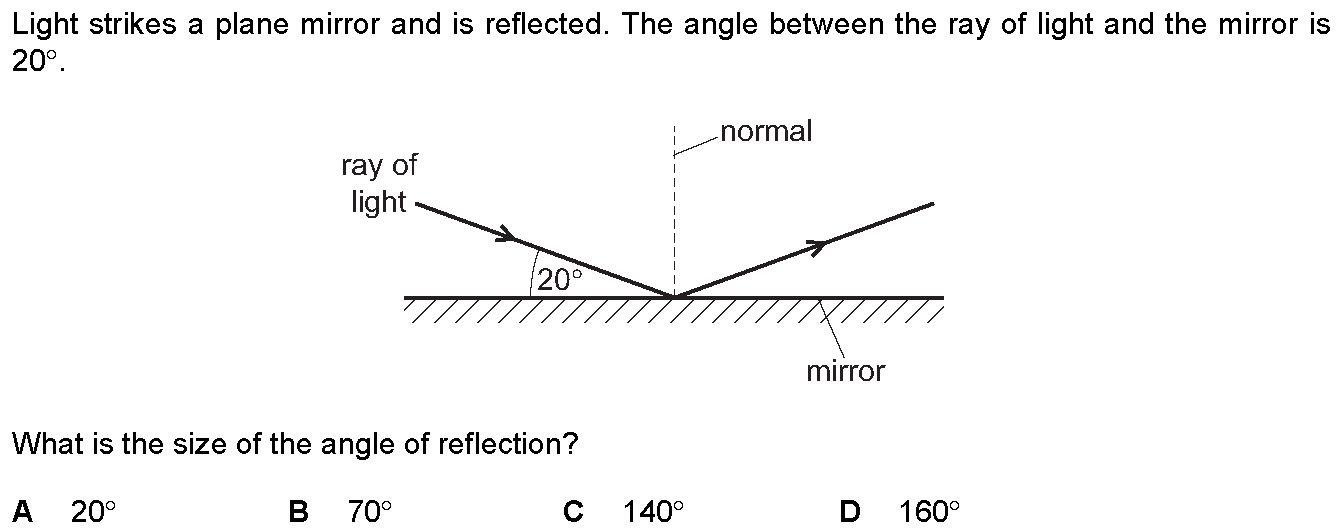 Light strikes a plane mirror and is reflected. The angle between the ray of light and the mirror is
20°.
normal
ray of
light
20°
mirror
What is the size of the angle of reflection?
A 20° B 70° C 140° D 160°